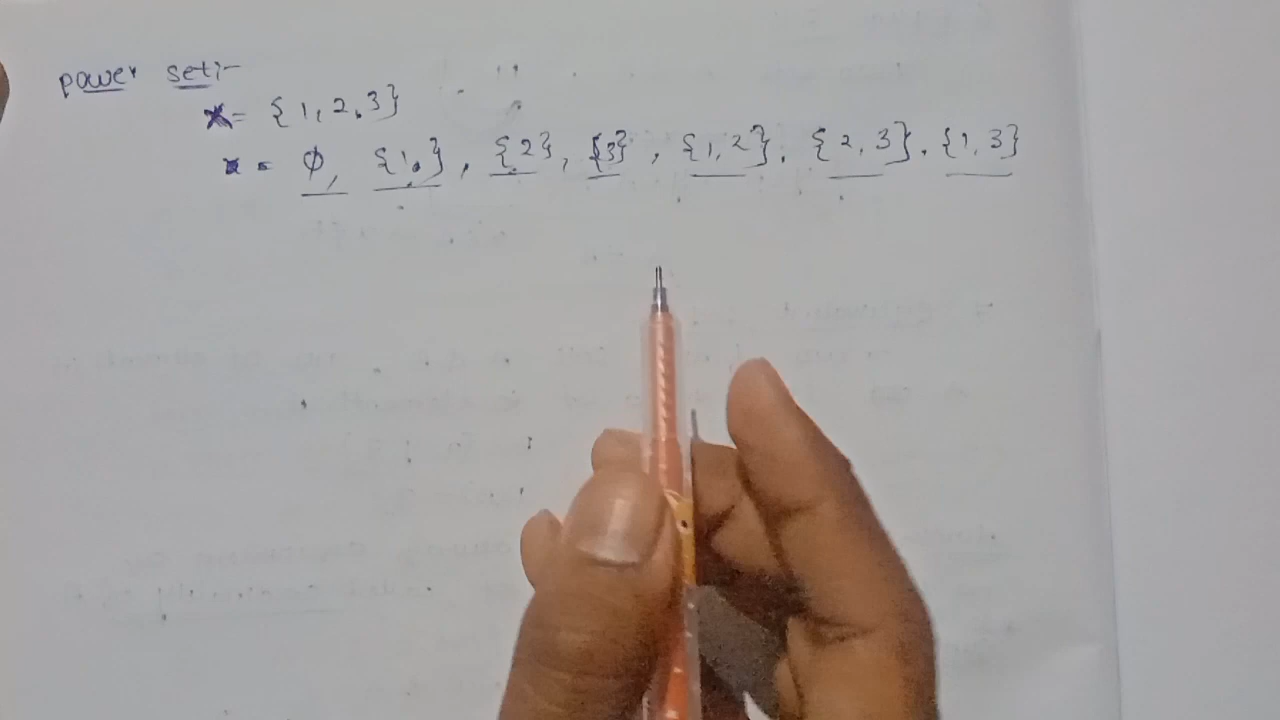 power set:-
x = {1,2,3}
x = φ, {1.}, {2}, {3}, {1,2}, {2,3}. {1,3}